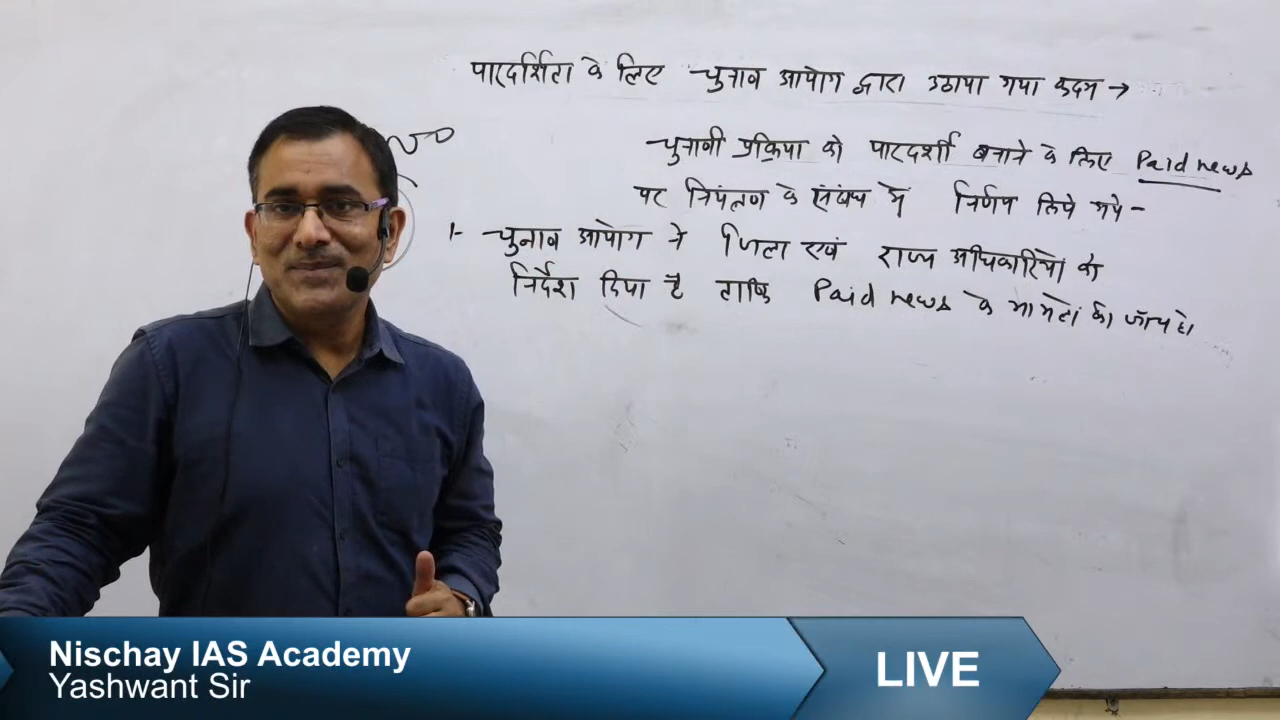 पारदर्शिता के लिए चुनाव आयोग द्वारा उठाया गया कदम →
चुनावी प्रक्रिया को पारदर्शी बनाने के लिए Paid news
पर नियंत्रण के संबंध में निर्णय लिये गये -
1- चुनाव आयोग ने जिला एवं राज्य अधिकारियों को
निर्देश दिया है ताकि Paid news के मामलों की जाँच हो
Nischay IAS Academy
Yashwant Sir
LIVE